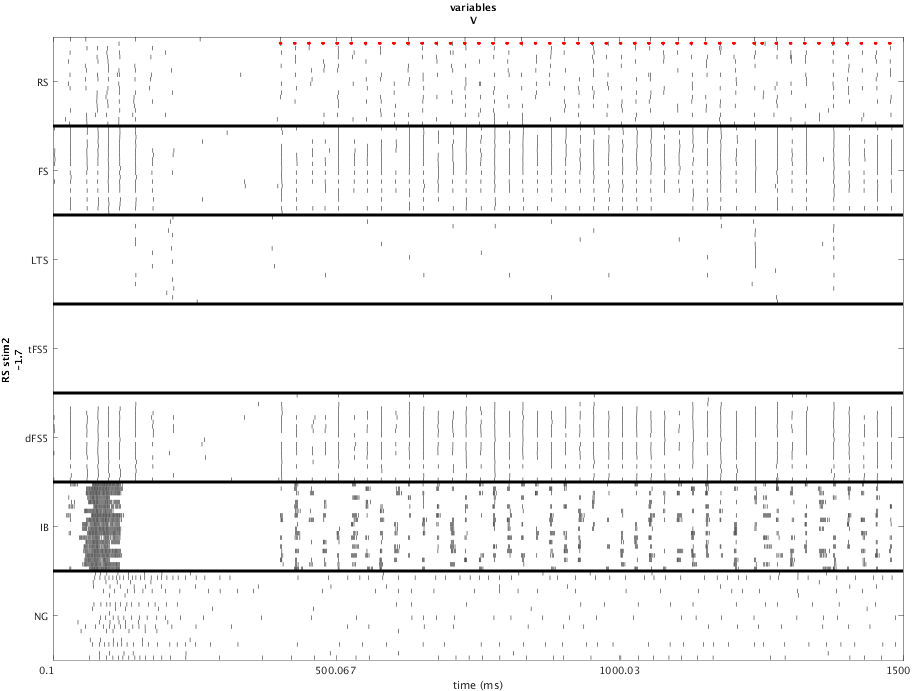 variables
V
RS
FS
LTS
tFS5
dFS5
IB
NG
RS stim2
-1.7
0.1
500.067
1000.03
1500
time (ms)